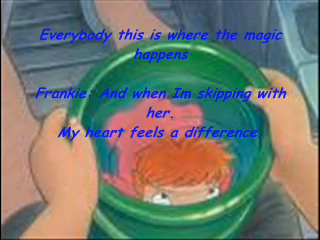 Everybody this is where the magic
happens
Frankie: And when Im skipping with
her.
My heart feels a difference.